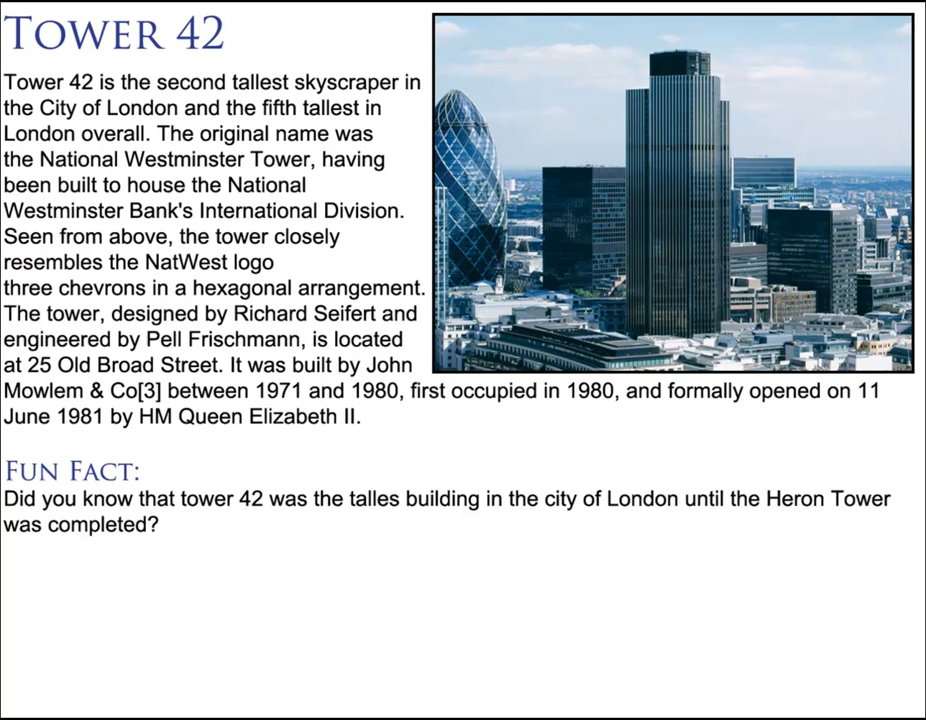 TOWER 42
Tower 42 is the second tallest skyscraper in
the City of London and the fifth tallest in
London overall. The original name was
the National Westminster Tower, having
been built to house the National
Westminster Bank's International Division.
Seen from above, the tower closely
resembles the NatWest logo
three chevrons in a hexagonal arrangement.
The tower, designed by Richard Seifert and
engineered by Pell Frischmann, is located
at 25 Old Broad Street. It was built by John
Mowlem & Co[3] between 1971 and 1980, first occupied in 1980, and formally opened on 11
June 1981 by HM Queen Elizabeth II.
FUN FACT:
Did you know that tower 42 was the talles building in the city of London until the Heron Tower
was completed?